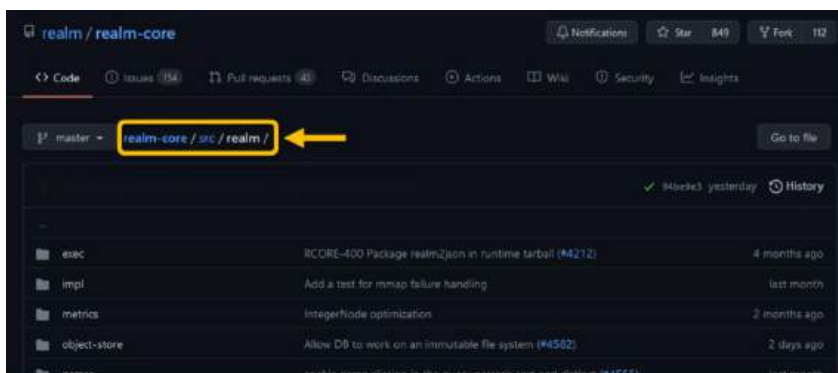 realm / realm-core
Notifications
Star 849
Fork 112
Code
Issues 154
Pull requests 43
Discussions
Actions
Wiki
Security
Insights
master
realm-core / src / realm /
Go to file
yesterday
History
..
exec RCORE-400 Package realm2json in runtime tarball (#4212) 4 months ago
impl Add a test for mmap failure handling last month
metrics IntegerNode optimization 2 months ago
object-store Allow DB to work on an immutable file system (#4582) 2 days ago